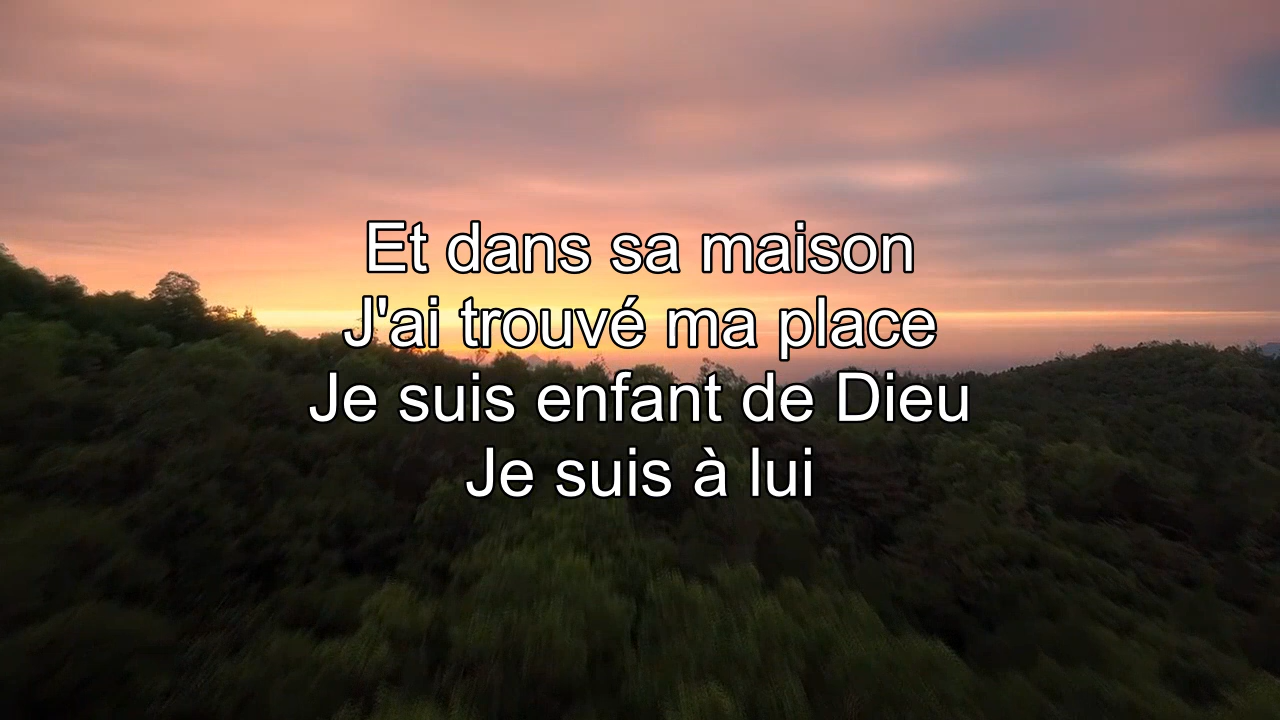 Et dans sa maison
J'ai trouvé ma place
Je suis enfant de Dieu
Je suis à lui